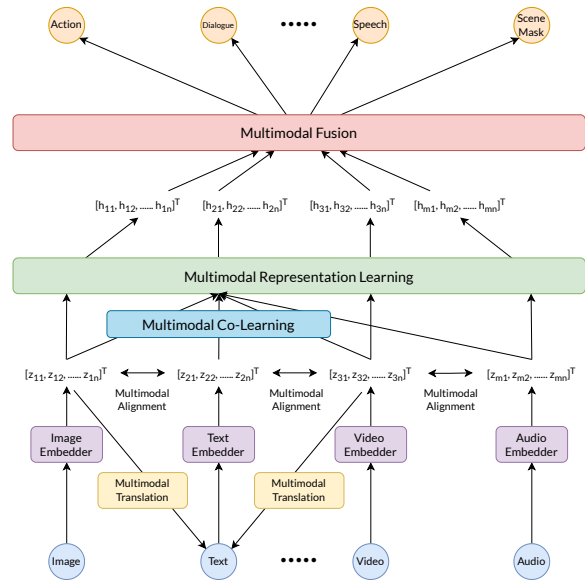 Action
Dialogue
•••••
Speech
Scene
Mask
Multimodal Fusion
[h11, h12, ...... h1n]T
[h21, h22, ...... h2n]T
[h31, h32, ...... h3n]T
[hm1, hm2, ...... hmn]T
Multimodal Representation Learning
Multimodal Co-Learning
[z11, z12, ...... z1n]T
[z21, z22, ...... z2n]T
[z31, z32, ...... z3n]T
[zm1, zm2, ...... zmn]T
Multimodal
Alignment
Multimodal
Alignment
Multimodal
Alignment
Image
Embedder
Text
Embedder
Video
Embedder
Audio
Embedder
Multimodal
Translation
Multimodal
Translation
Image
Text
•••••
Video
Audio